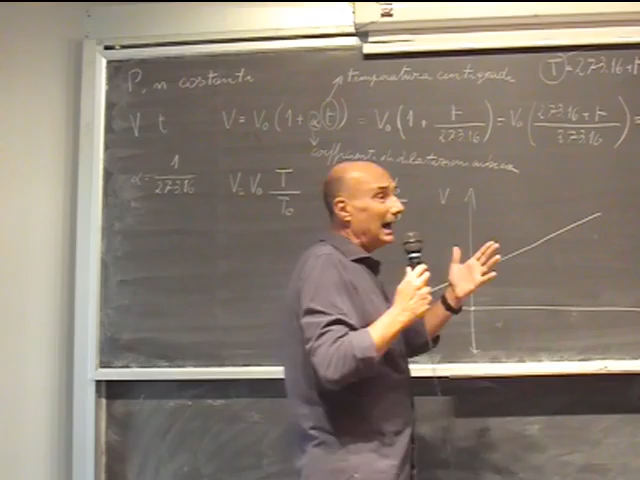 P, n costanti
temperatura centigrada
T = 273.16 + t
V t
V = V₀ (1 + α t) = V₀ (1 + t/273.16) = V₀ ((273.16 + t)/273.16) =
coefficiente di dilatazione cubica
α = 1/273.16
V = V₀ T/T₀
V